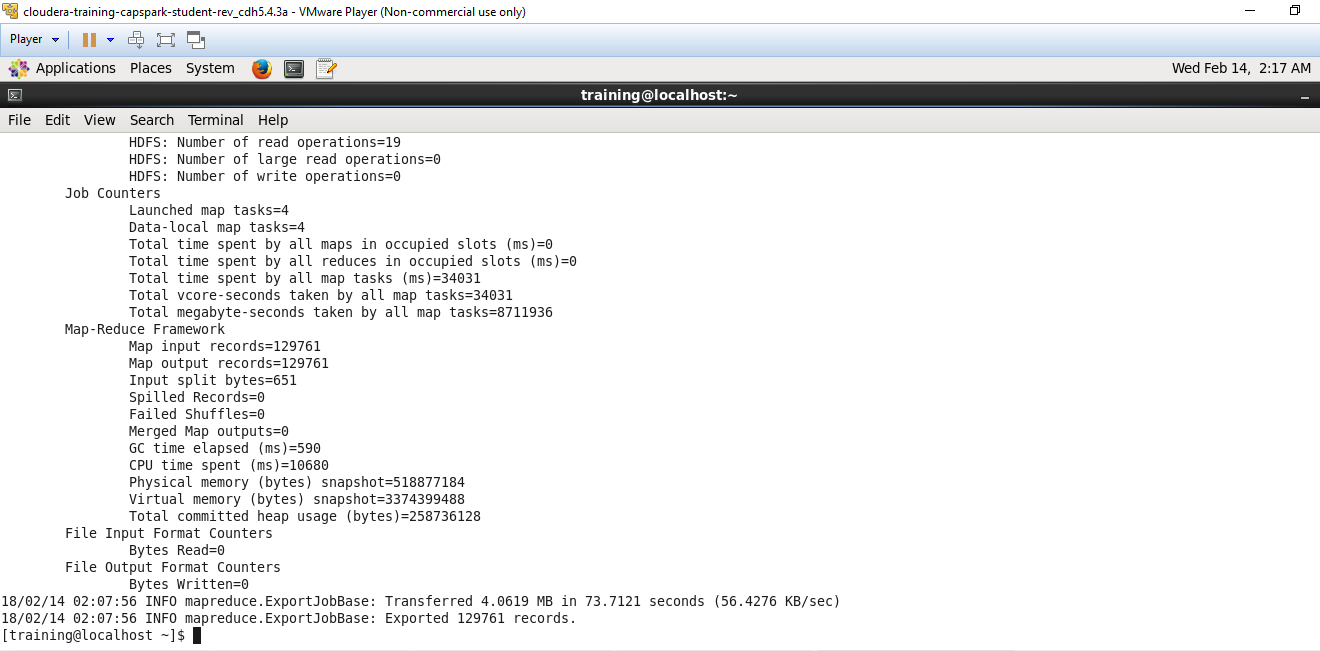 cloudera-training-capspark-student-rev_cdh5.4.3a - VMware Player (Non-commercial use only)
Player
Applications Places System Wed Feb 14, 2:17 AM
training@localhost:~
File Edit View Search Terminal Help
HDFS: Number of read operations=19
HDFS: Number of large read operations=0
HDFS: Number of write operations=0
Job Counters
Launched map tasks=4
Data-local map tasks=4
Total time spent by all maps in occupied slots (ms)=0
Total time spent by all reduces in occupied slots (ms)=0
Total time spent by all map tasks (ms)=34031
Total vcore-seconds taken by all map tasks=34031
Total megabyte-seconds taken by all map tasks=8711936
Map-Reduce Framework
Map input records=129761
Map output records=129761
Input split bytes=651
Spilled Records=0
Failed Shuffles=0
Merged Map outputs=0
GC time elapsed (ms)=590
CPU time spent (ms)=10680
Physical memory (bytes) snapshot=518877184
Virtual memory (bytes) snapshot=3374399488
Total committed heap usage (bytes)=258736128
File Input Format Counters
Bytes Read=0
File Output Format Counters
Bytes Written=0
18/02/14 02:07:56 INFO mapreduce.ExportJobBase: Transferred 4.0619 MB in 73.7121 seconds (56.4276 KB/sec)
18/02/14 02:07:56 INFO mapreduce.ExportJobBase: Exported 129761 records.
[training@localhost ~]$